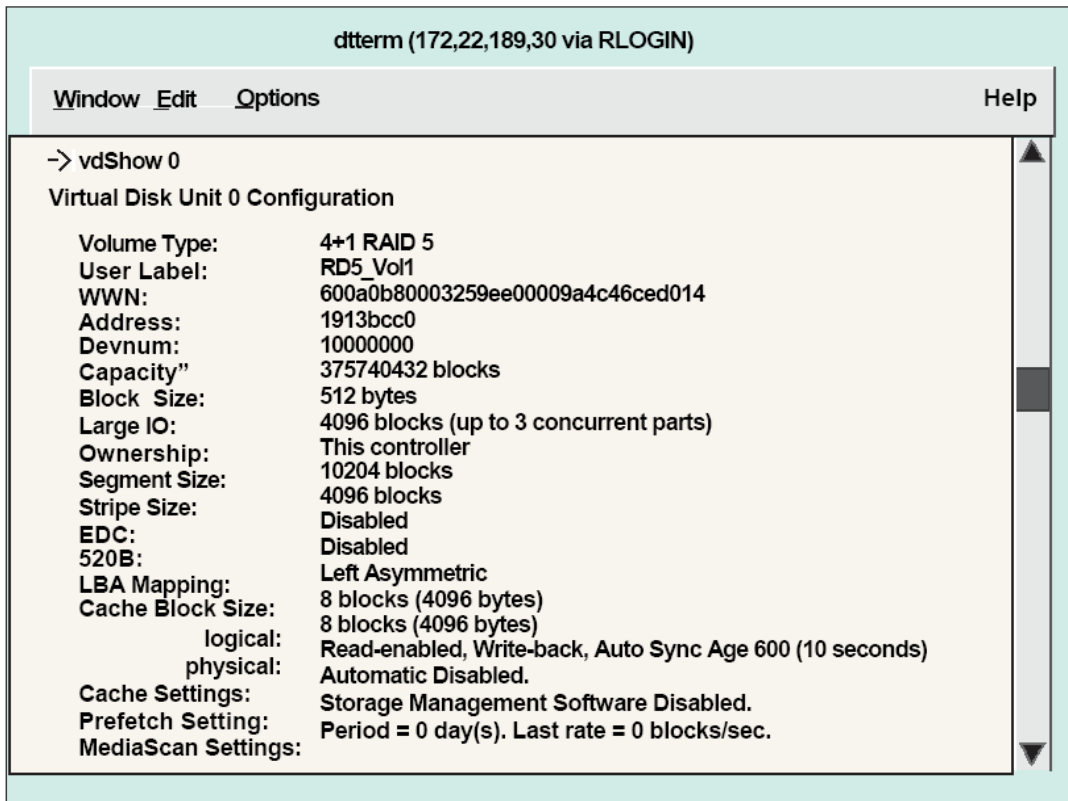 dtterm (172,22,189,30 via RLOGIN)
Window Edit Options Help
-> vdShow 0
Virtual Disk Unit 0 Configuration
Volume Type: 4+1 RAID 5
User Label: RD5_Vol1
WWN: 600a0b80003259ee00009a4c46ced014
Address: 1913bcc0
Devnum: 10000000
Capacity” 375740432 blocks
Block Size: 512 bytes
Large IO: 4096 blocks (up to 3 concurrent parts)
Ownership: This controller
Segment Size: 10204 blocks
Stripe Size: 4096 blocks
EDC: Disabled
520B: Disabled
LBA Mapping: Left Asymmetric
Cache Block Size: 8 blocks (4096 bytes)
logical: 8 blocks (4096 bytes)
physical: Read-enabled, Write-back, Auto Sync Age 600 (10 seconds)
Cache Settings: Automatic Disabled.
Prefetch Setting: Storage Management Software Disabled.
MediaScan Settings: Period = 0 day(s). Last rate = 0 blocks/sec.